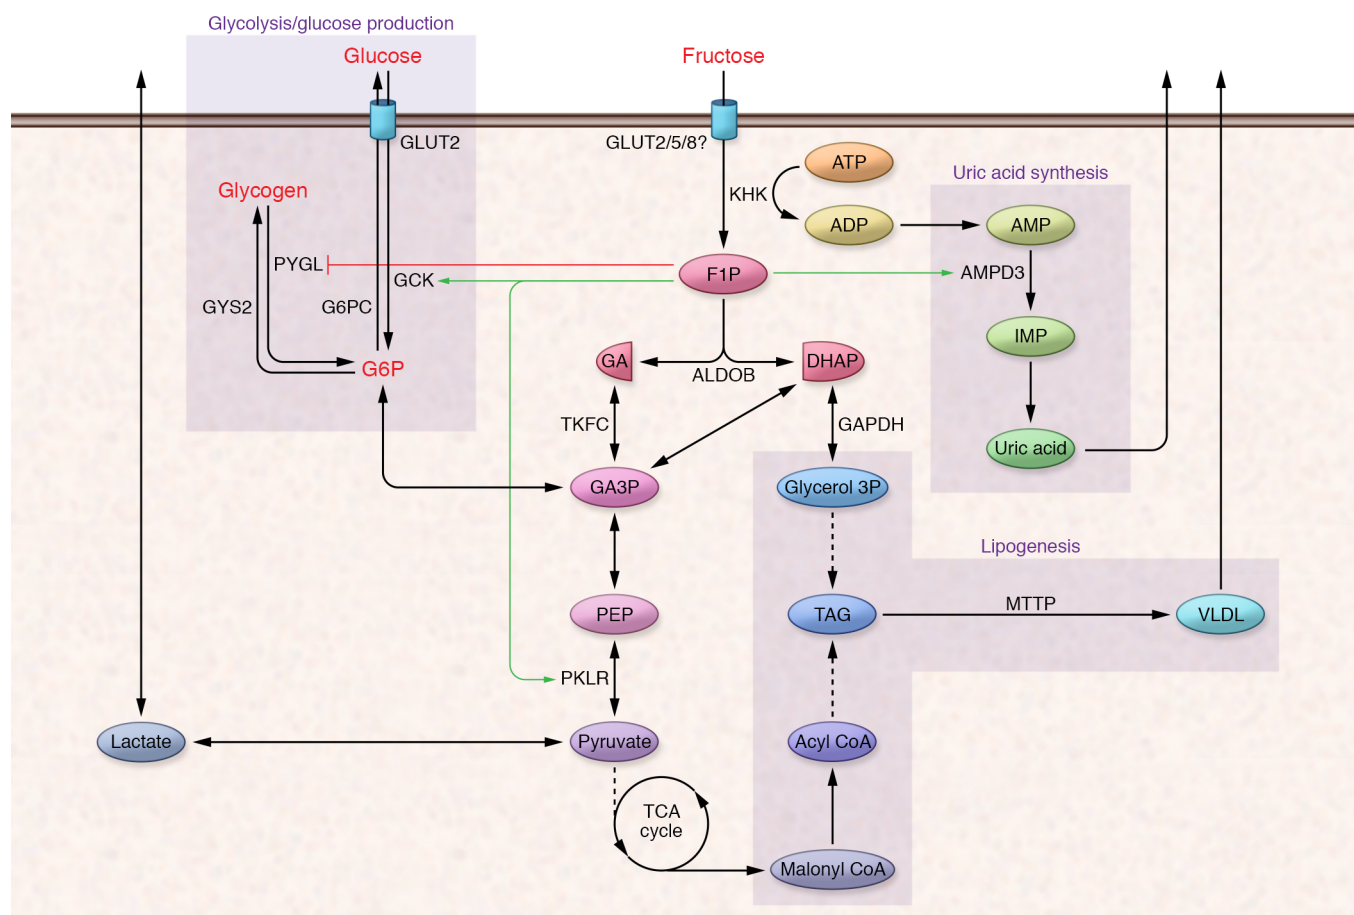 Glycolysis/glucose production
Glucose
Fructose
GLUT2
GLUT2/5/8?
ATP
KHK
Uric acid synthesis
Glycogen
ADP
AMP
PYGL
GCK
F1P
AMPD3
GYS2
G6PC
IMP
G6P
GA
DHAP
ALDOB
TKFC
GAPDH
Uric acid
GA3P
Glycerol 3P
Lipogenesis
PEP
TAG
MTTP
VLDL
PKLR
Lactate
Pyruvate
Acyl CoA
TCA
cycle
Malonyl CoA